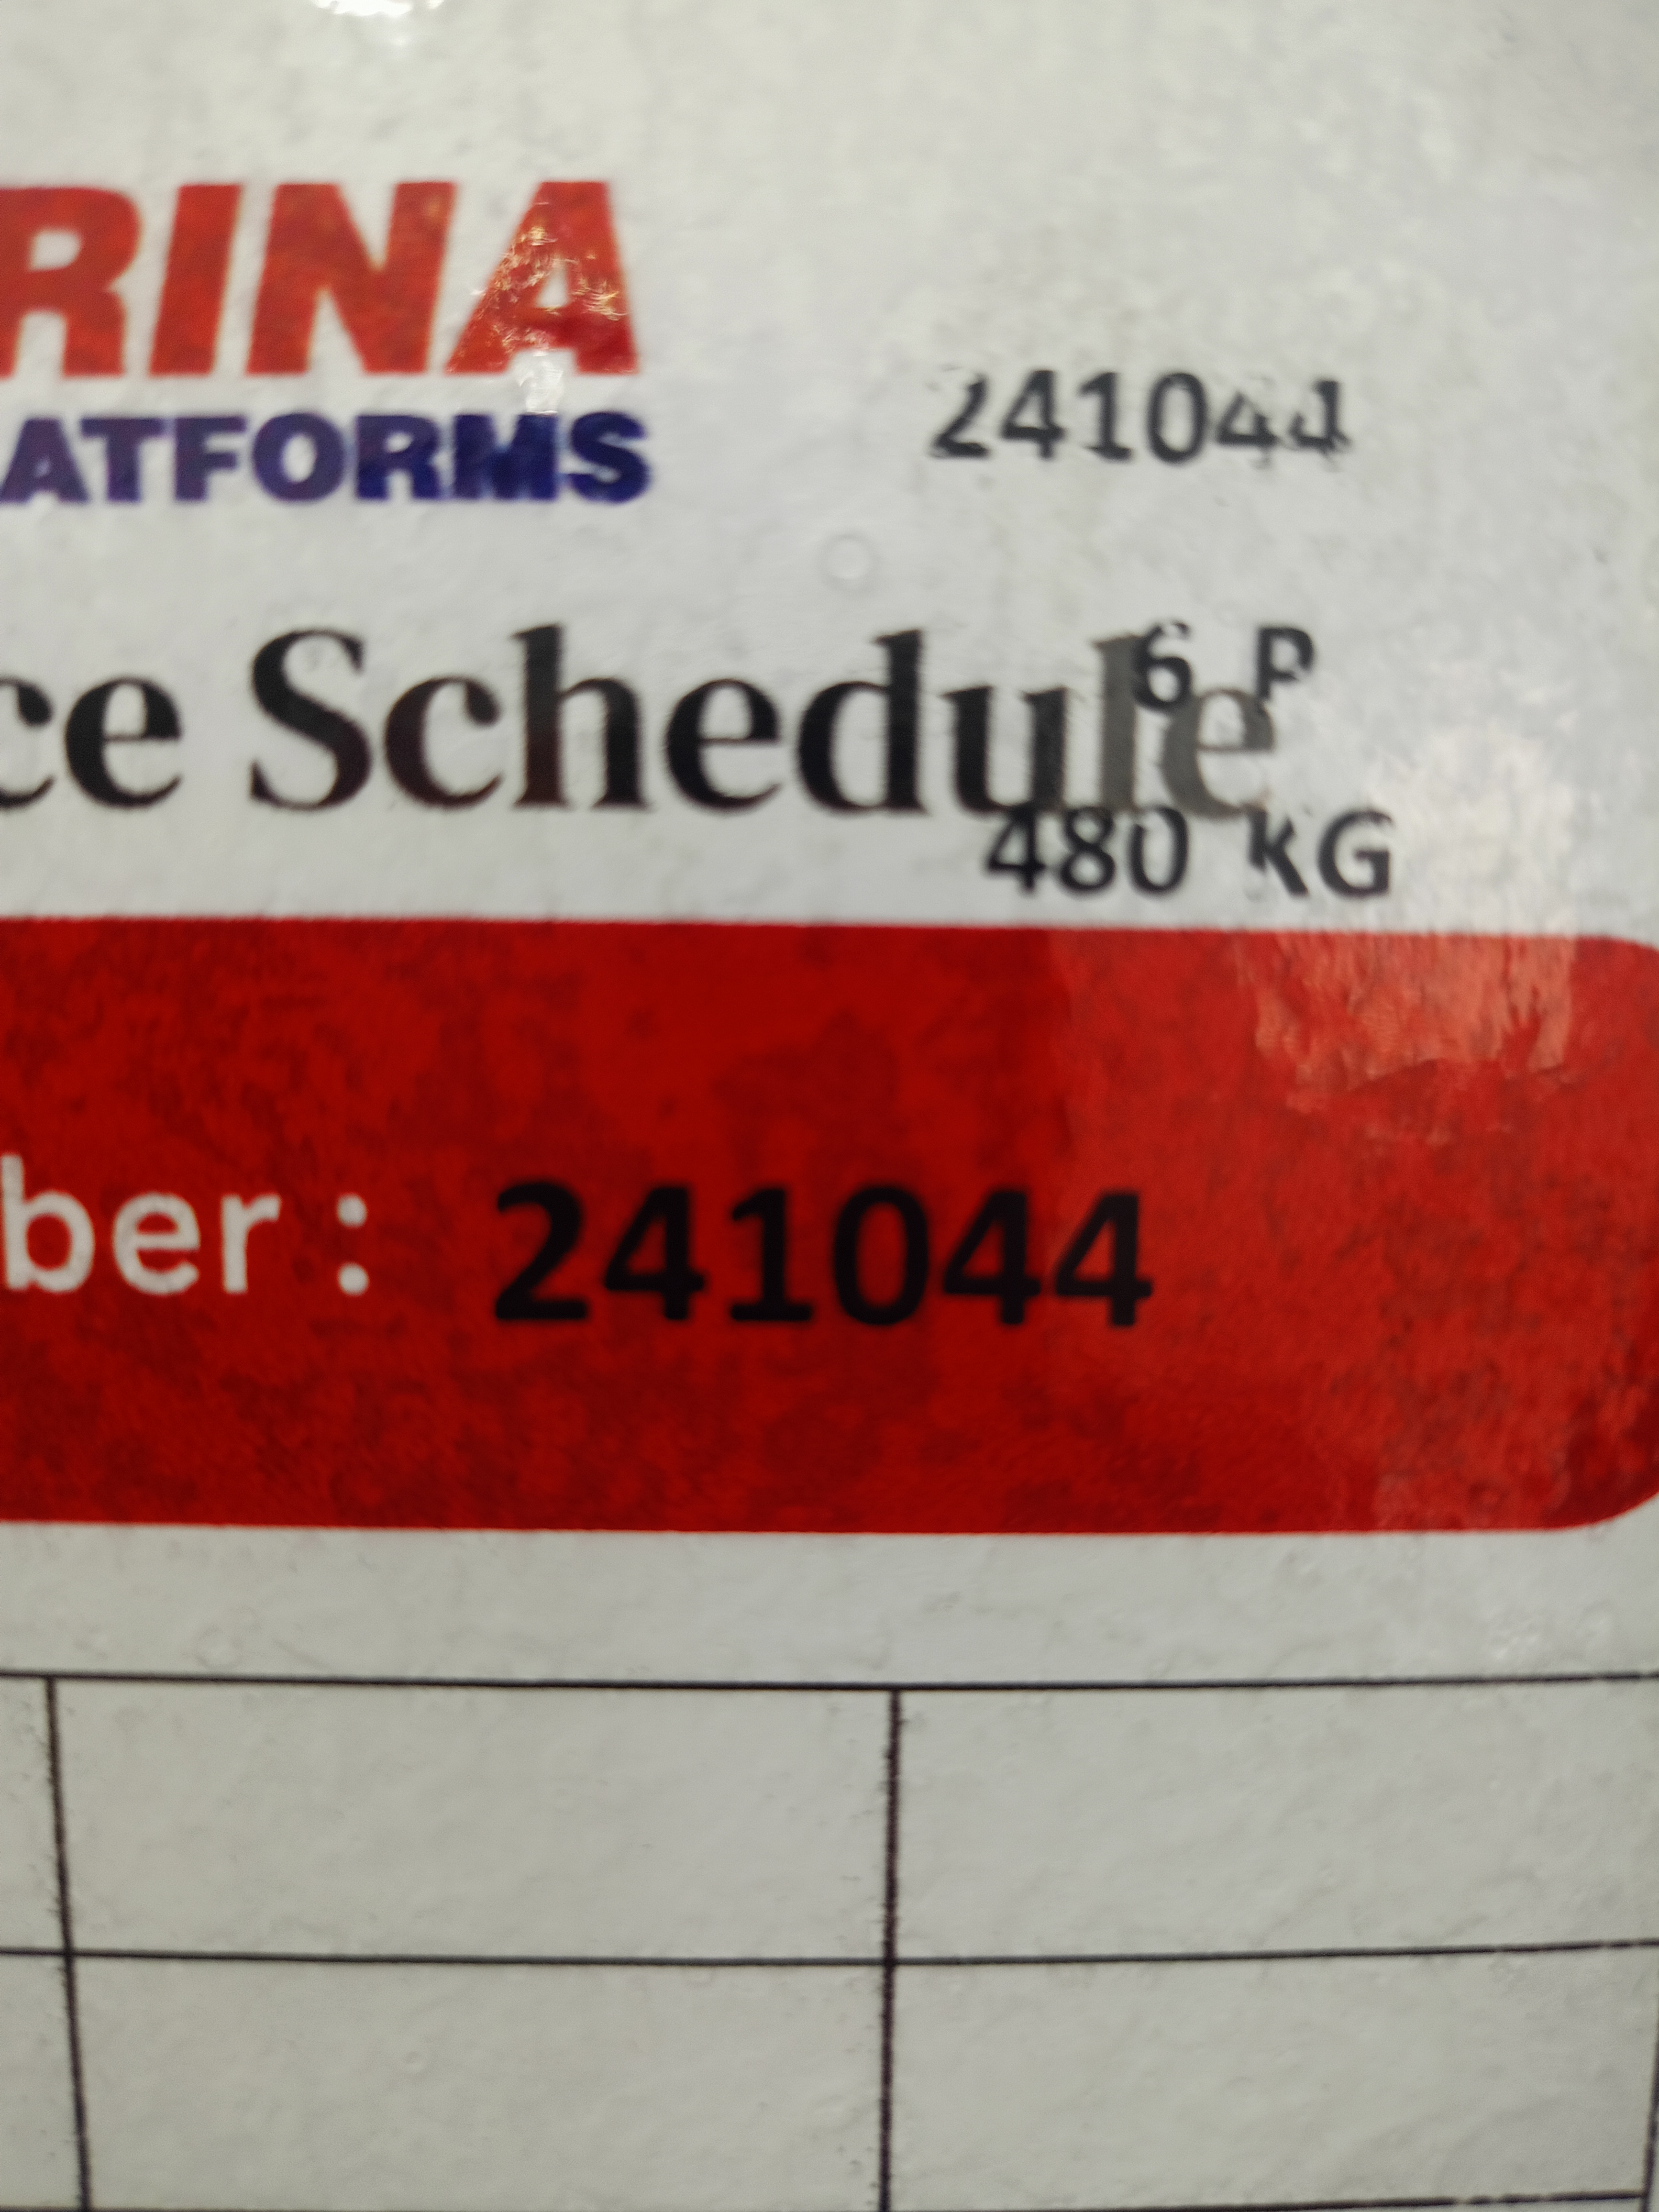 RINA
ATFORMS
241044
ce Schedule
6 P
480 KG
ber : 241044